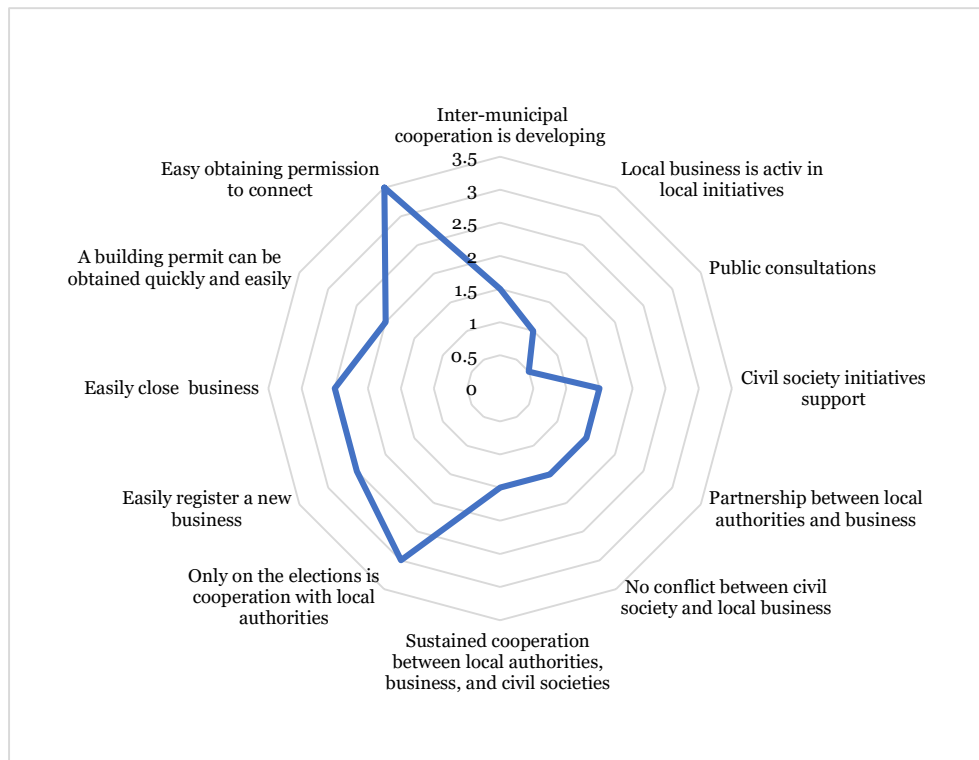 Inter-municipal
cooperation is developing
Local business is activ in
local initiatives
Public consultations
Civil society initiatives
support
Partnership between local
authorities and business
No conflict between civil
society and local business
Sustained cooperation
between local authorities,
business, and civil societies
Only on the elections is
cooperation with local
authorities
Easily register a new
business
Easily close business
A building permit can be
obtained quickly and easily
Easy obtaining permission
to connect
3.5
3
2.5
2
1.5
1
0.5
0